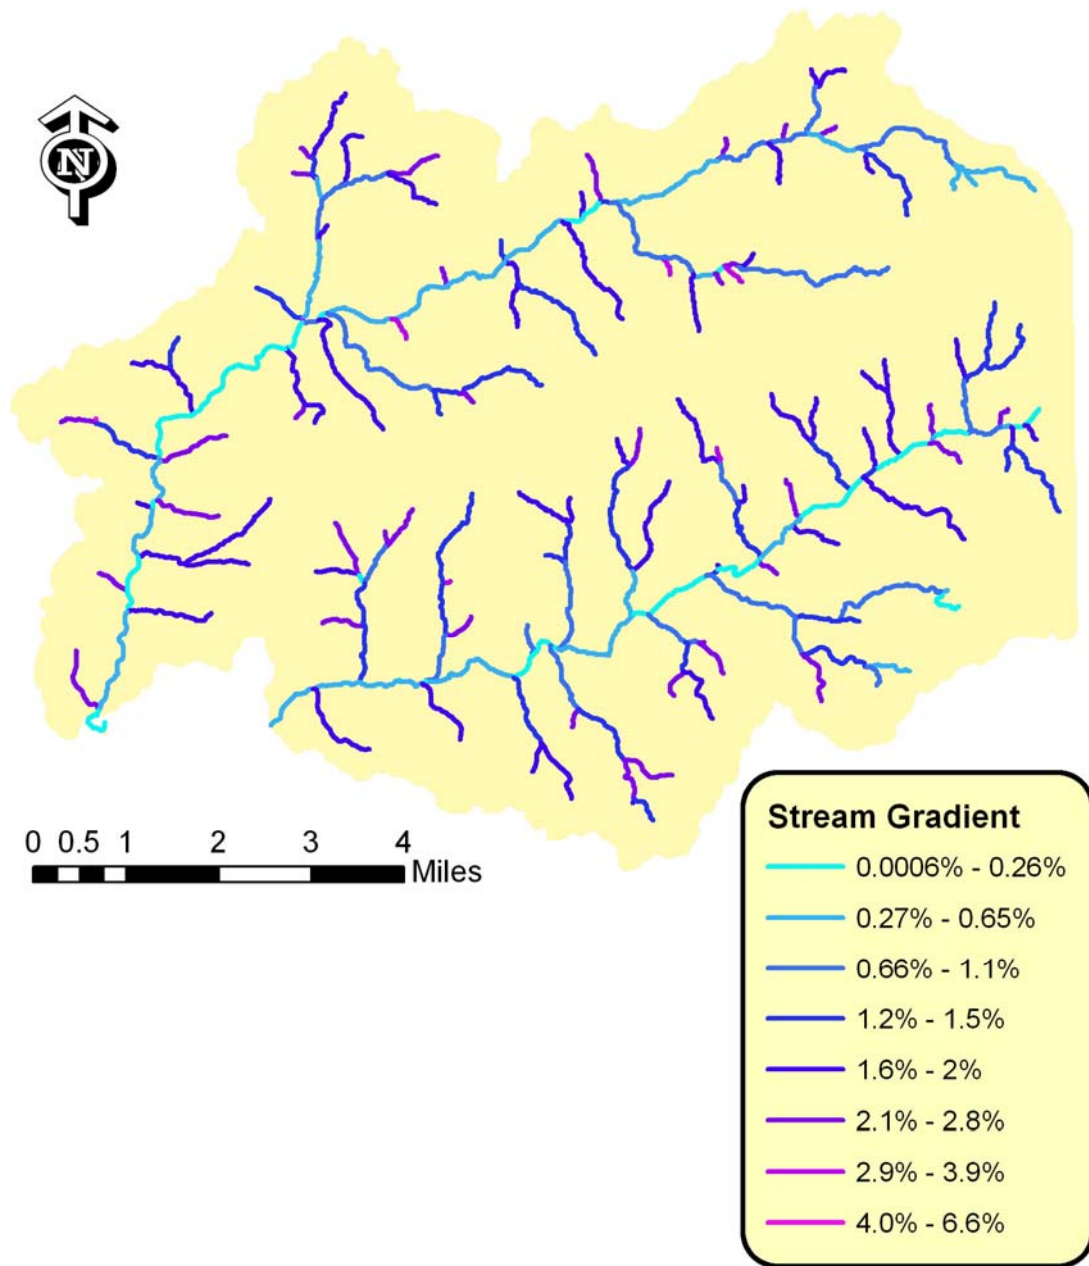 N
0 0.5 1 2 3 4
Miles
Stream Gradient
0.0006% - 0.26%
0.27% - 0.65%
0.66% - 1.1%
1.2% - 1.5%
1.6% - 2%
2.1% - 2.8%
2.9% - 3.9%
4.0% - 6.6%